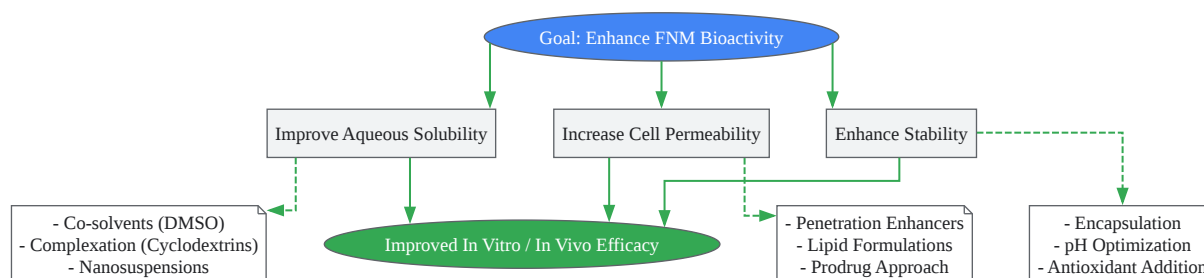 Goal: Enhance FNM Bioactivity
Improve Aqueous Solubility
Increase Cell Permeability
Enhance Stability
- Co-solvents (DMSO)
- Complexation (Cyclodextrins)
- Nanosuspensions
Improved In Vitro / In Vivo Efficacy
- Penetration Enhancers
- Lipid Formulations
- Prodrug Approach
- Encapsulation
- pH Optimization
- Antioxidant Addition